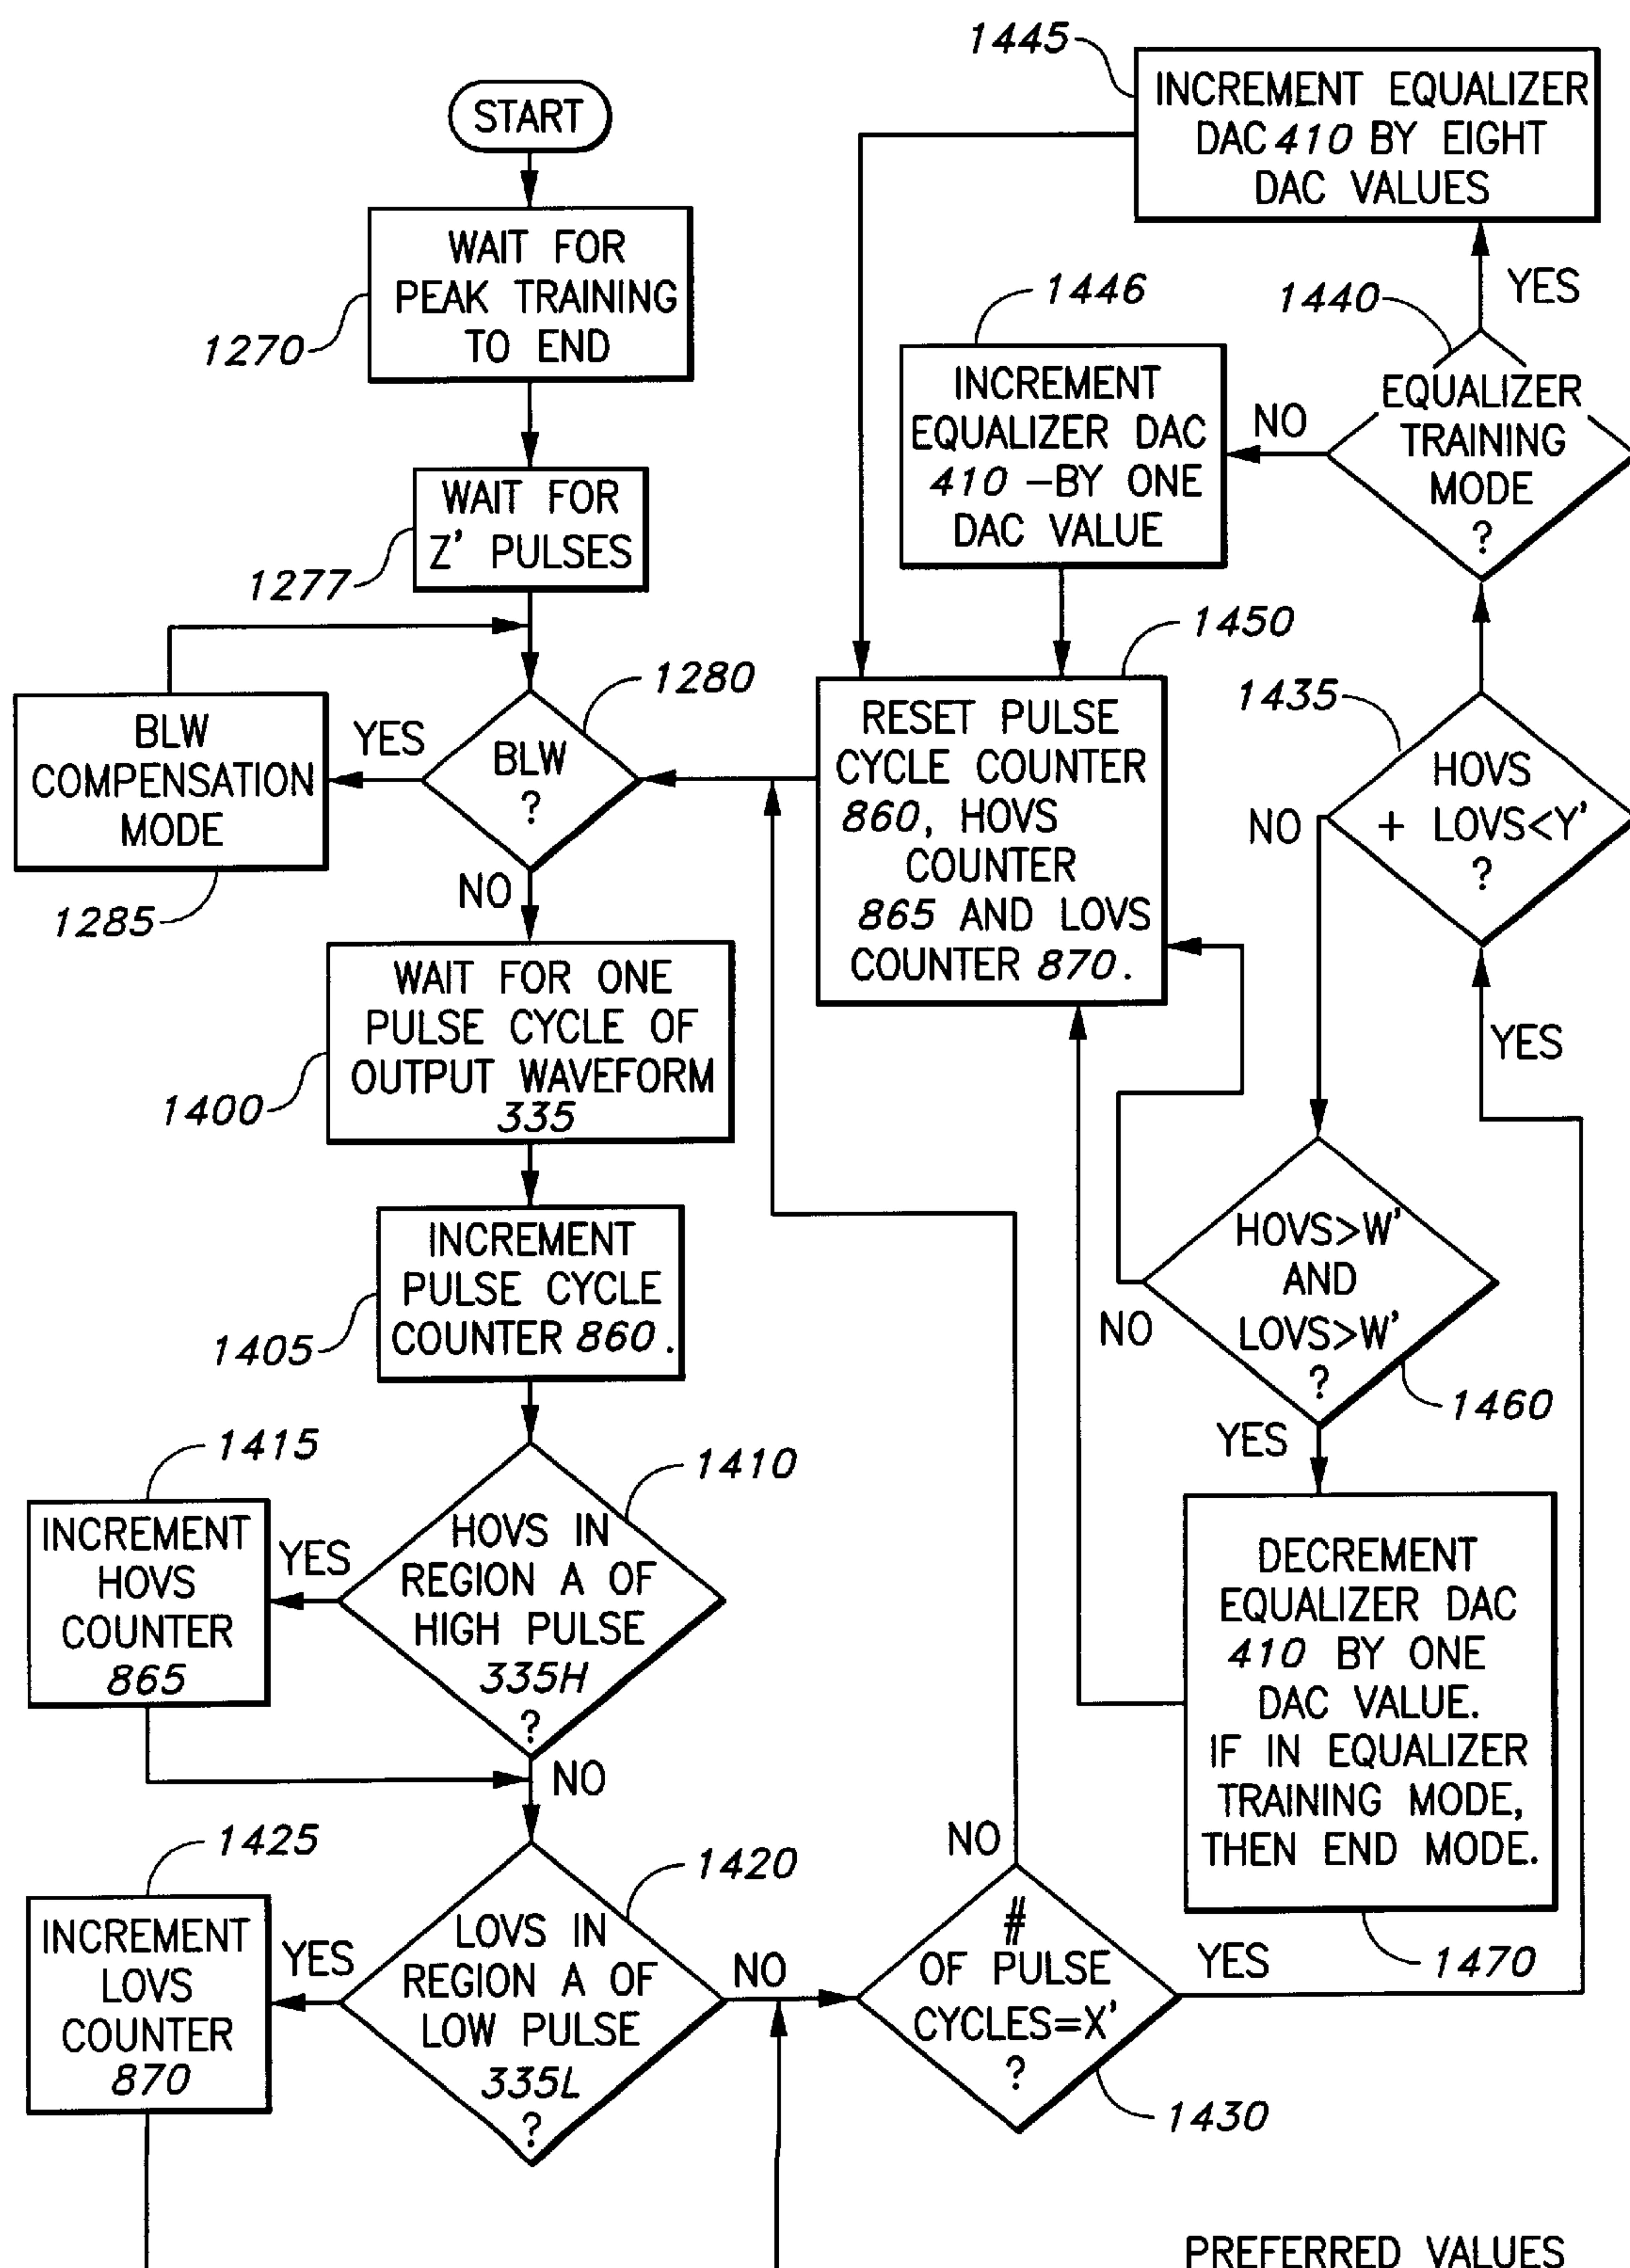 START
WAIT FOR
PEAK TRAINING
TO END
1270
WAIT FOR
Z' PULSES
1277
BLW
?
1280
YES
NO
BLW
COMPENSATION
MODE
1285
WAIT FOR ONE
PULSE CYCLE OF
OUTPUT WAVEFORM
335
1400
INCREMENT
PULSE CYCLE
COUNTER 860.
1405
HOVS IN
REGION A OF
HIGH PULSE
335H
?
1410
YES
NO
INCREMENT
HOVS
COUNTER
865
1415
LOVS IN
REGION A OF
LOW PULSE
335L
?
1420
YES
NO
INCREMENT
LOVS
COUNTER
870
1425
#
OF PULSE
CYCLES=X'
?
1430
NO
YES
HOVS
+ LOVS<Y'
?
1435
YES
NO
EQUALIZER
TRAINING
MODE
?
1440
YES
NO
INCREMENT EQUALIZER
DAC 410 BY EIGHT
DAC VALUES
1445
INCREMENT
EQUALIZER DAC
410 -BY ONE
DAC VALUE
1446
RESET PULSE
CYCLE COUNTER
860, HOVS
COUNTER
865 AND LOVS
COUNTER 870.
1450
HOVS>W'
AND
LOVS>W'
?
1460
NO
YES
DECREMENT
EQUALIZER DAC
410 BY ONE
DAC VALUE.
IF IN EQUALIZER
TRAINING MODE,
THEN END MODE.
1470
PREFERRED VALUES